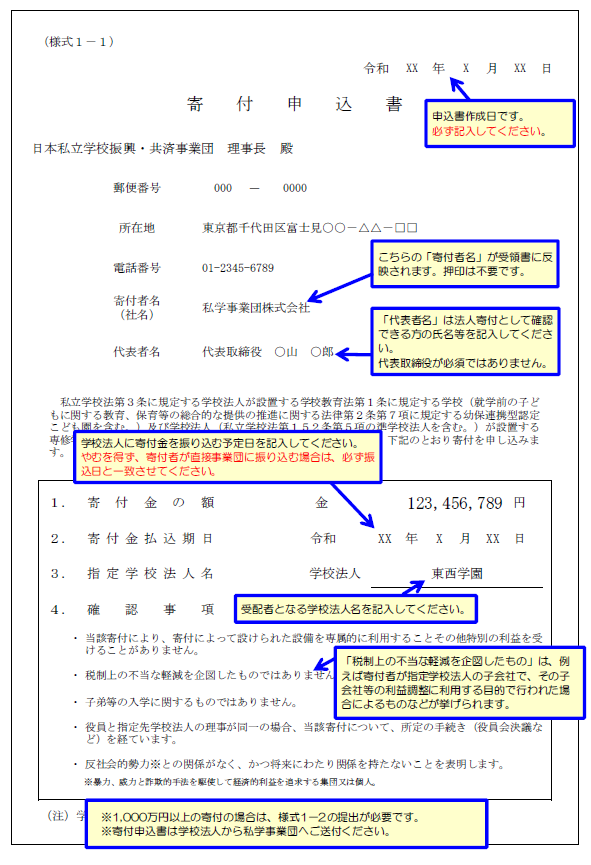 （様式１－１）
令和　XX　年　X　月　XX　日
寄　付　申　込　書
申込書作成日です。
必ず記入してください。
日本私立学校振興・共済事業団　理事長　殿
郵便番号　000　－　0000
所在地　東京都千代田区富士見〇〇－△△－□□
こちらの「寄付者名」が受領書に反
映されます。押印は不要です。
電話番号　01-2345-6789
寄付者名
（社名）
私学事業団株式会社
「代表者名」は法人寄付として確認
できる方の氏名等を記入してくださ
い。
代表取締役が必須ではありません。
代表者名　代表取締役　〇山　〇郎
私立学校法第３条に規定する学校法人が設置する学校教育法第１条に規定する学校（就学前の子ど
もに関する教育、保育等の総合的な提供の推進に関する法律第２条第７項に規定する幼保連携型認定
こども園を含む。）及び学校法人（私立学校法第１５２条第５項の準学校法人を含む。）が設置する
専修学
下記のとおり寄付を申し込みま
す。
学校法人に寄付金を振り込む予定日を記入してください。
やむを得ず、寄付者が直接事業団に振り込む場合は、必ず振
込日と一致させてください。
１．　寄付金の額　金　123,456,789　円
２．　寄付金払込期日　令和　XX　年　X　月　XX　日
３．　指定学校法人名　学校法人　東西学園
４．　確認事項
受配者となる学校法人名を記入してください。
・ 当該寄付により、寄付によって設けられた設備を専属的に利用することその他特別の利益を受
けることがありません。
・ 税制上の不当な軽減を企図したものではありません
「税制上の不当な軽減を企図したもの」は、例
えば寄付者が指定学校法人の子会社で、その子
会社等の利益調整に利用する目的で行われた場
合によるものなどが挙げられます。
・ 子弟等の入学に関するものではありません。
・ 役員と指定先学校法人の理事が同一の場合、当該寄付について、所定の手続き（役員会決議な
ど）を経ています。
・ 反社会的勢力※との関係がなく、かつ将来にわたり関係を持たないことを表明します。
※暴力、威力と詐欺的手法を駆使して経済的利益を追求する集団又は個人。
（注）学
※1,000万円以上の寄付の場合は、様式1－2の提出が必要です。
※寄付申込書は学校法人から私学事業団へご送付ください。